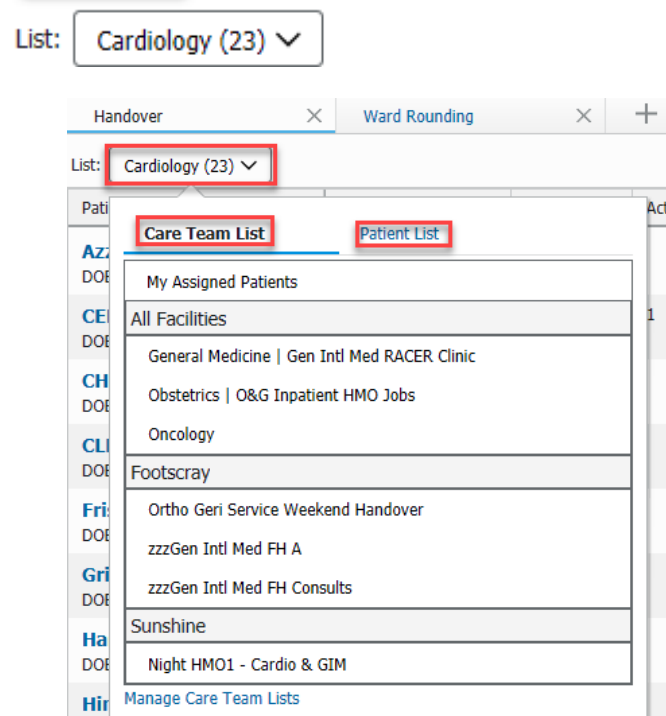 List: Cardiology (23)
Handover Ward Rounding
List: Cardiology (23)
Care Team List Patient List
My Assigned Patients
All Facilities
General Medicine | Gen Intl Med RACER Clinic
Obstetrics | O&G Inpatient HMO Jobs
Oncology
Footscray
Ortho Geri Service Weekend Handover
zzzGen Intl Med FH A
zzzGen Intl Med FH Consults
Sunshine
Night HMO1 - Cardio & GIM
Manage Care Team Lists